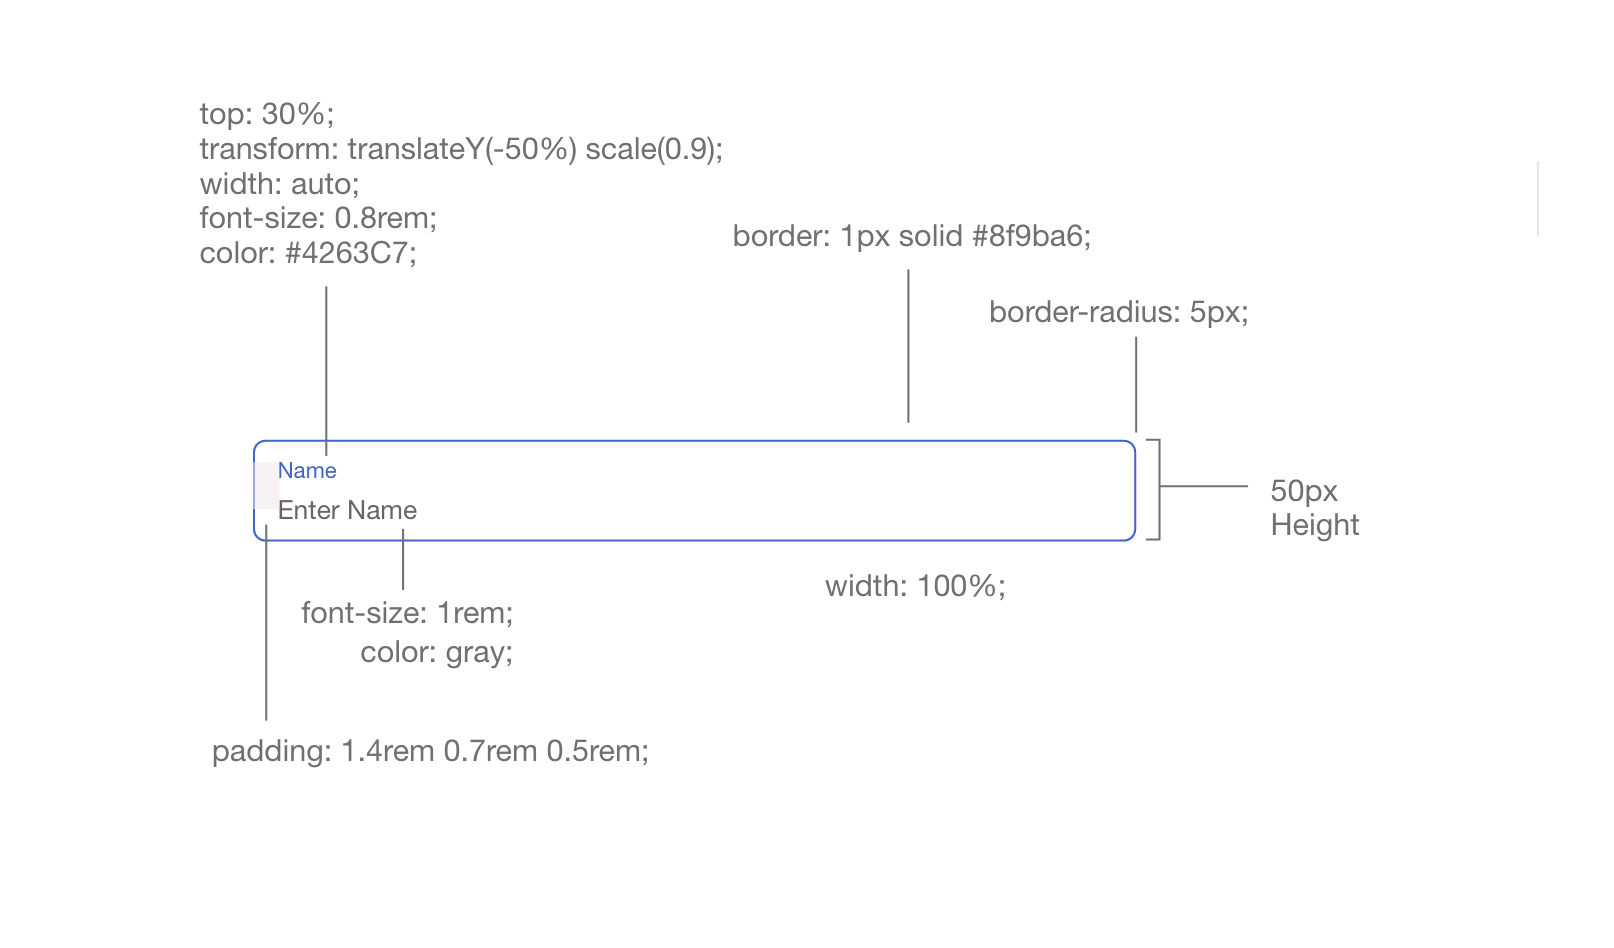 top: 30%;
transform: translateY(-50%) scale(0.9);
width: auto;
font-size: 0.8rem;
color: #4263C7;
border: 1px solid #8f9ba6;
border-radius: 5px;
Name
Enter Name
50px
Height
width: 100%;
font-size: 1rem;
color: gray;
padding: 1.4rem 0.7rem 0.5rem;